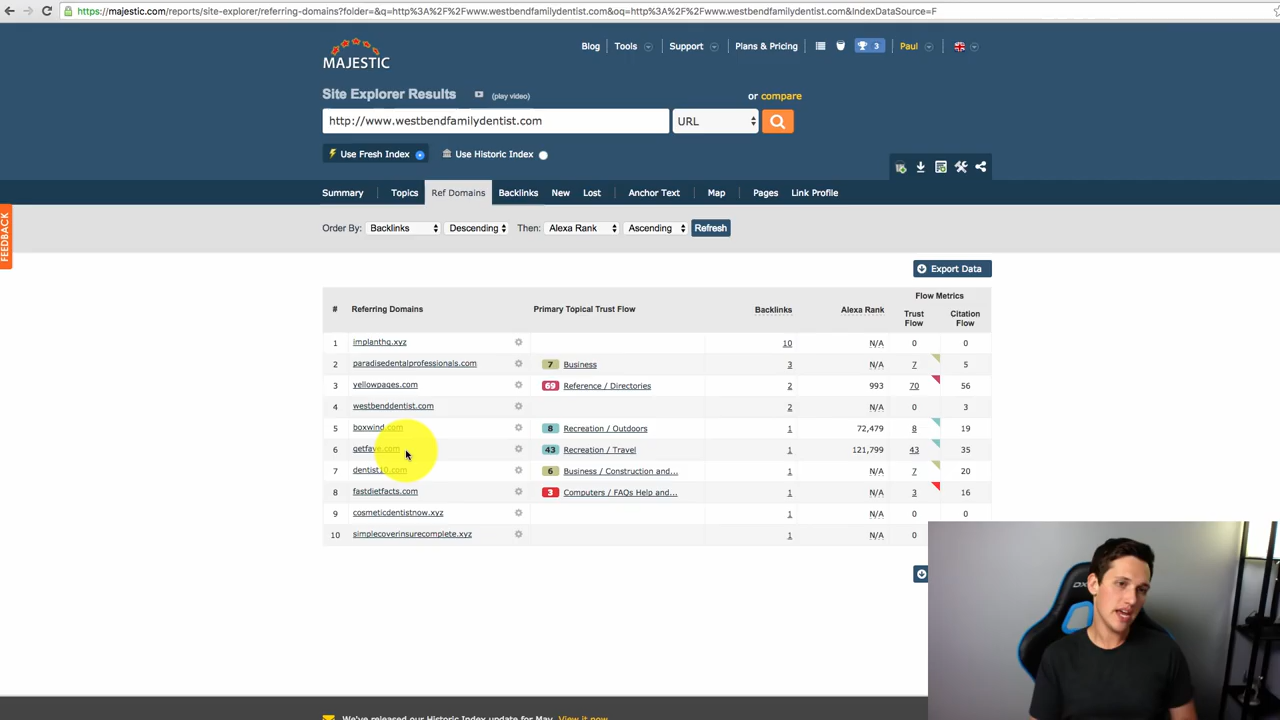 https://majestic.com/reports/site-explorer/referring-domains?folder=&q=http%3A%2F%2Fwww.westbendfamilydentist.com&oq=http%3A%2F%2Fwww.westbendfamilydentist.com&IndexDataSource=F
MAJESTIC
Blog Tools Support Plans & Pricing 3 Paul
Site Explorer Results (play video) or compare
http://www.westbendfamilydentist.com URL
Use Fresh Index Use Historic Index
Summary Topics Ref Domains Backlinks New Lost Anchor Text Map Pages Link Profile
FEEDBACK
Order By: Backlinks Descending Then: Alexa Rank Ascending Refresh
Export Data
# Referring Domains Primary Topical Trust Flow Backlinks Alexa Rank Flow Metrics
Trust Flow Citation Flow
1 implanthq.xyz 10 N/A 0 0
2 paradisedentalprofessionals.com 7 Business 3 N/A 7 5
3 yellowpages.com 69 Reference / Directories 2 993 70 56
4 westbenddentist.com 2 N/A 0 3
5 boxwind.com 8 Recreation / Outdoors 1 72,479 8 19
6 getfave.com 43 Recreation / Travel 1 121,799 43 35
7 dentist10.com 6 Business / Construction and... 1 N/A 7 20
8 fastdietfacts.com 3 Computers / FAQs Help and... 1 N/A 3 16
9 cosmeticdentistnow.xyz 1 N/A 0 0
10 simplecoverinsurecomplete.xyz 1 N/A 0
We've released our Historic Index update for May. View it now